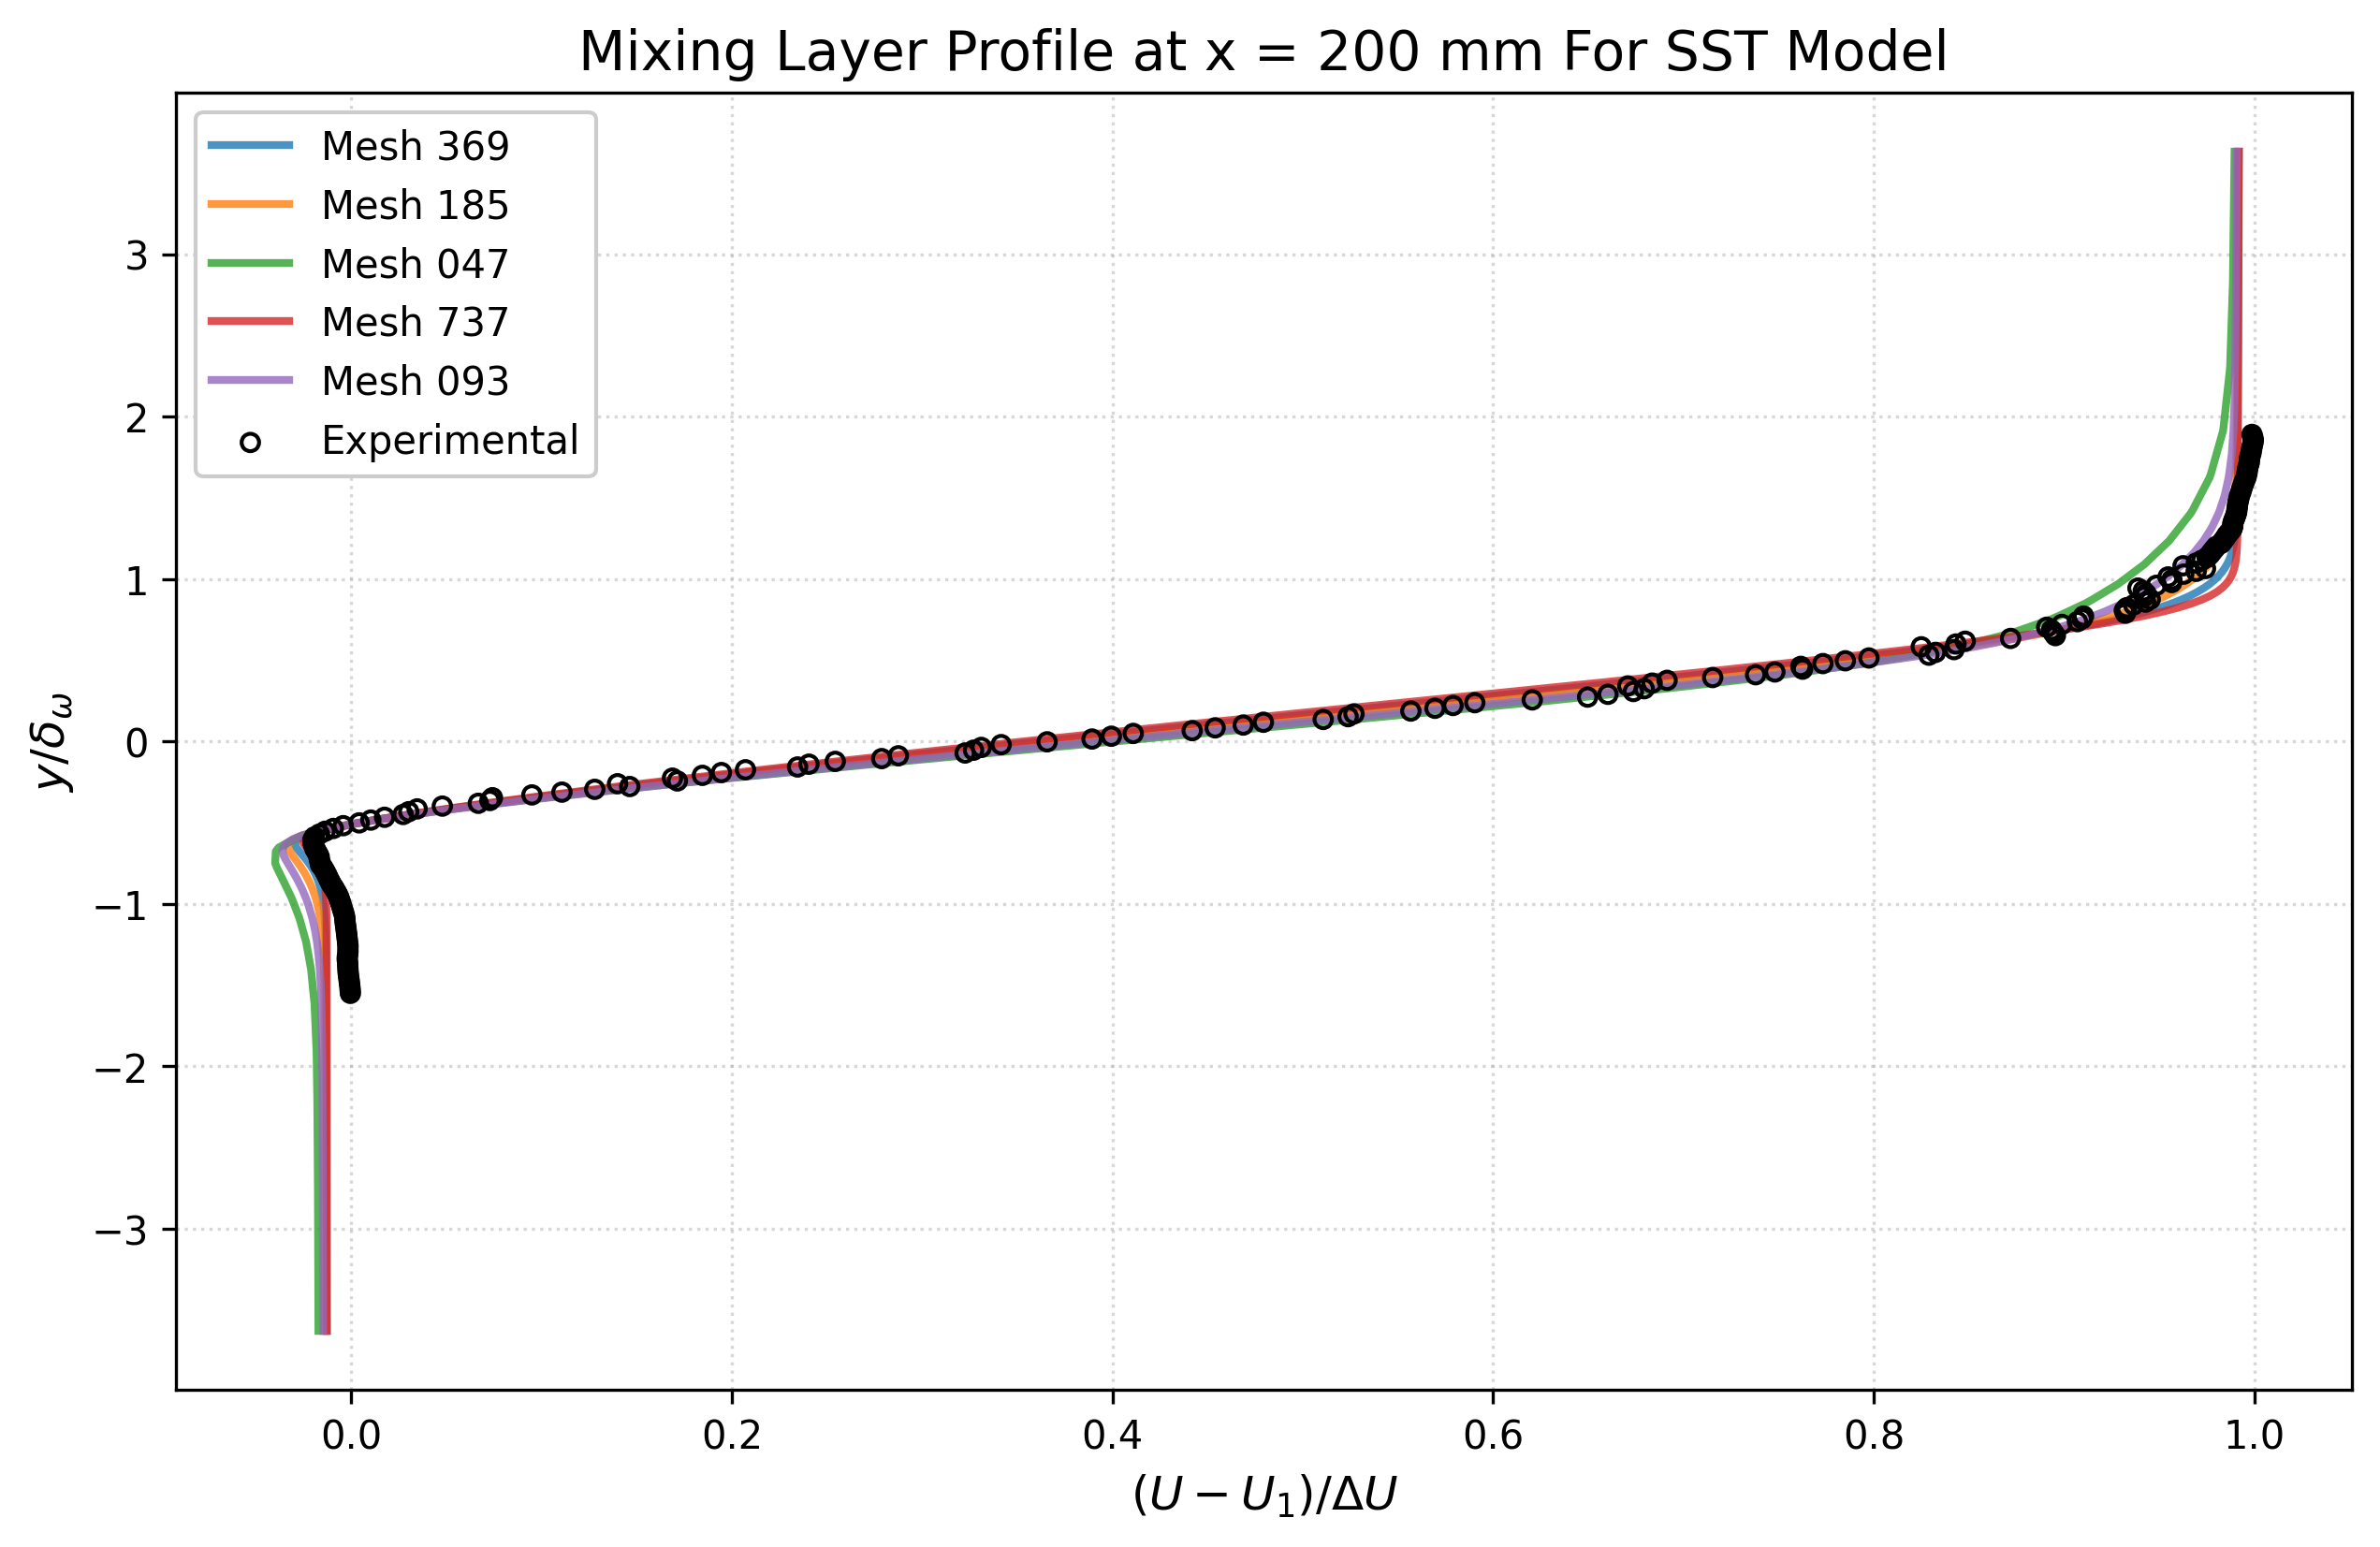 Mixing Layer Profile at x = 200 mm For SST Model
Mesh 369
Mesh 185
Mesh 047
Mesh 737
Mesh 093
Experimental
3
2
1
0
−1
−2
−3
y/δω
0.0 0.2 0.4 0.6 0.8 1.0
(U − U1)/ΔU